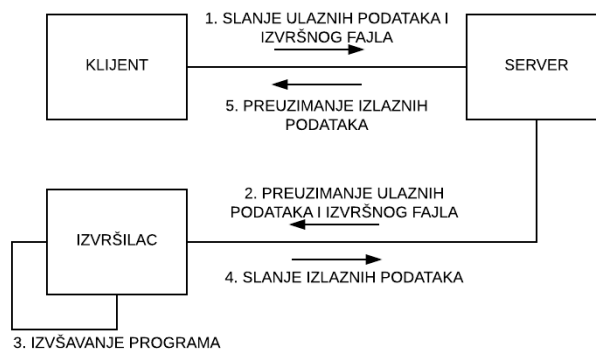 1. SLANJE ULAZNIH PODATAKA I
IZVRŠNOG FAJLA
KLIJENT
SERVER
5. PREUZIMANJE IZLAZNIH
PODATAKA
2. PREUZIMANJE ULAZNIH
PODATAKA I IZVRŠNOG FAJLA
IZVRŠILAC
4. SLANJE IZLAZNIH PODATAKA
3. IZVŠAVANJE PROGRAMA